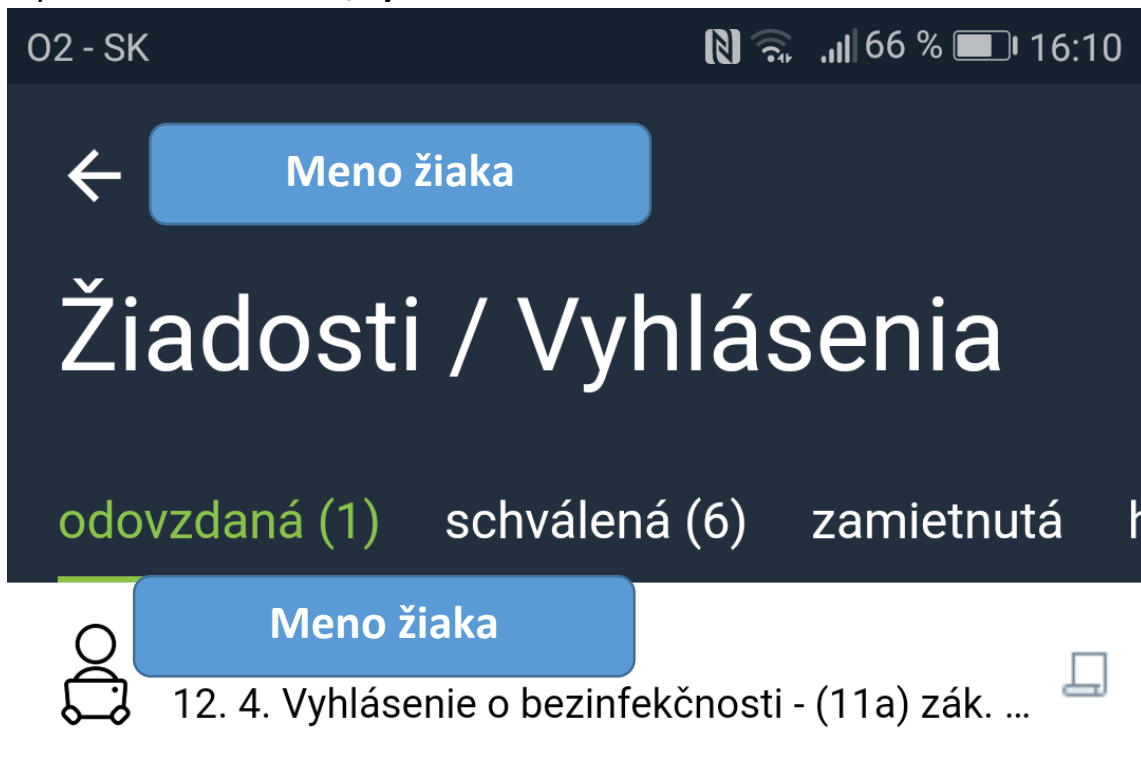 O2 - SK 66 % 16:10
Meno žiaka
Žiadosti / Vyhlásenia
odovzdaná (1) schválená (6) zamietnutá
Meno žiaka
12. 4. Vyhlásenie o bezinfekčnosti - (11a) zák. ...